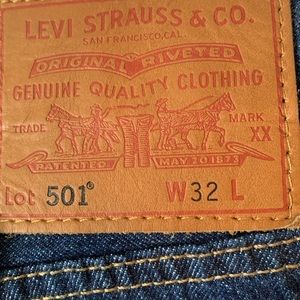 LEVI STRAUSS & CO.
SAN FRANCISCO, CAL.
ORIGINAL RIVETED
GENUINE QUALITY CLOTHING
TRADE MARK
XX
PATENTED MAY 20 1873
Lot 501® W 32 L